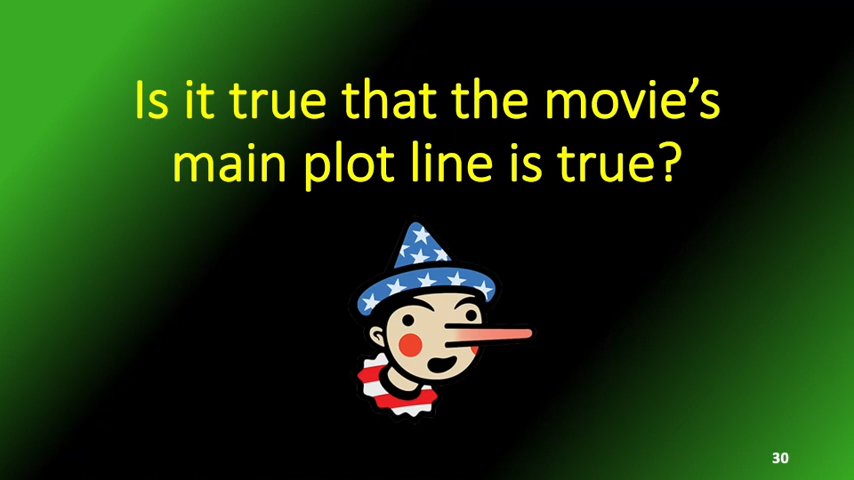 Is it true that the movie’s
main plot line is true?
30